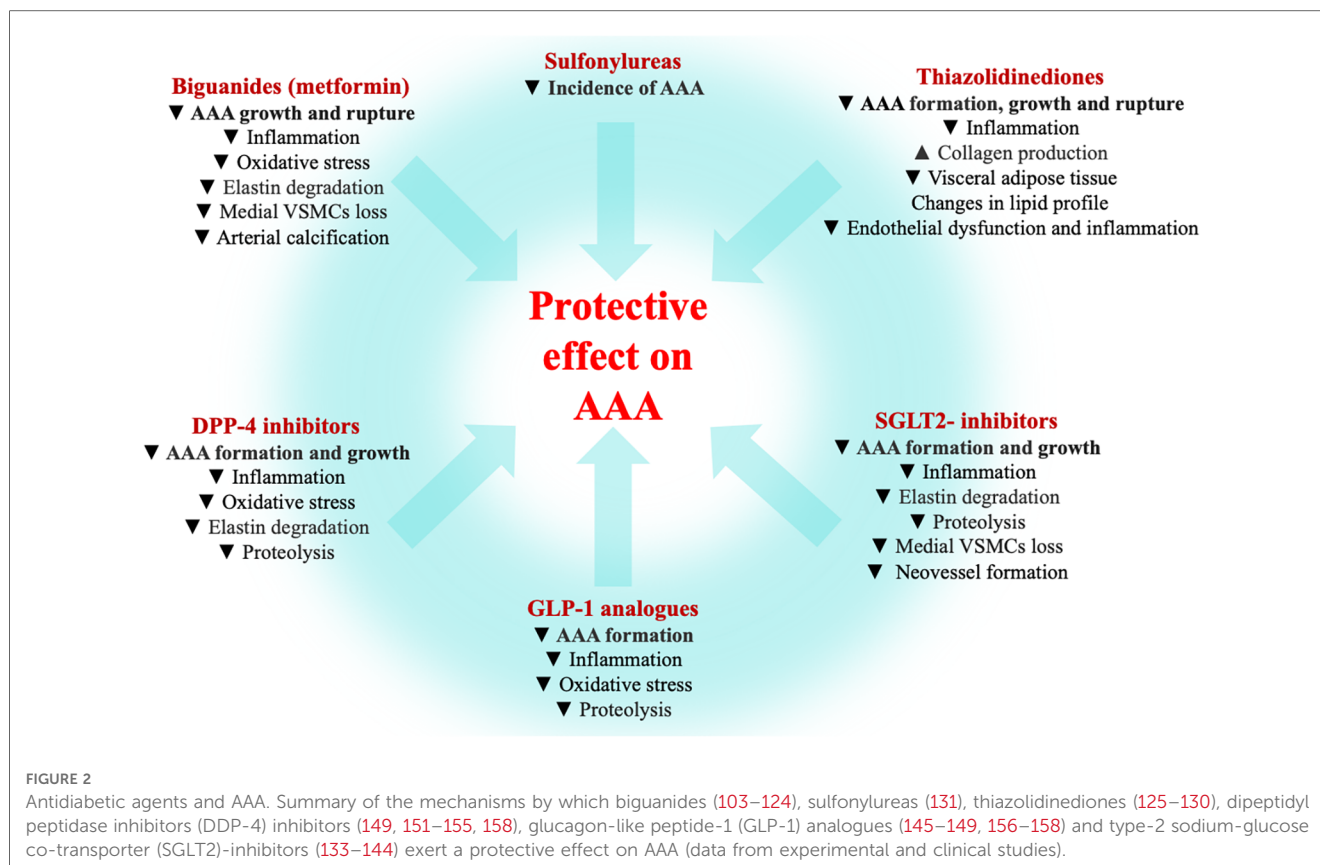 Sulfonylureas
▼ Incidence of AAA
Biguanides (metformin)
▼ AAA growth and rupture
▼ Inflammation
▼ Oxidative stress
▼ Elastin degradation
▼ Medial VSMCs loss
▼ Arterial calcification
Thiazolidinediones
▼ AAA formation, growth and rupture
▼ Inflammation
▲ Collagen production
▼ Visceral adipose tissue
Changes in lipid profile
▼ Endothelial dysfunction and inflammation
Protective
effect on
AAA
DPP-4 inhibitors
▼ AAA formation and growth
▼ Inflammation
▼ Oxidative stress
▼ Elastin degradation
▼ Proteolysis
SGLT2- inhibitors
▼ AAA formation and growth
▼ Inflammation
▼ Elastin degradation
▼ Proteolysis
▼ Medial VSMCs loss
▼ Neovessel formation
GLP-1 analogues
▼ AAA formation
▼ Inflammation
▼ Oxidative stress
▼ Proteolysis
FIGURE 2
Antidiabetic agents and AAA. Summary of the mechanisms by which biguanides (103–124), sulfonylureas (131), thiazolidinediones (125–130), dipeptidyl
peptidase inhibitors (DDP-4) inhibitors (149, 151–155, 158), glucagon-like peptide-1 (GLP-1) analogues (145–149, 156–158) and type-2 sodium-glucose
co-transporter (SGLT2)-inhibitors (133–144) exert a protective effect on AAA (data from experimental and clinical studies).